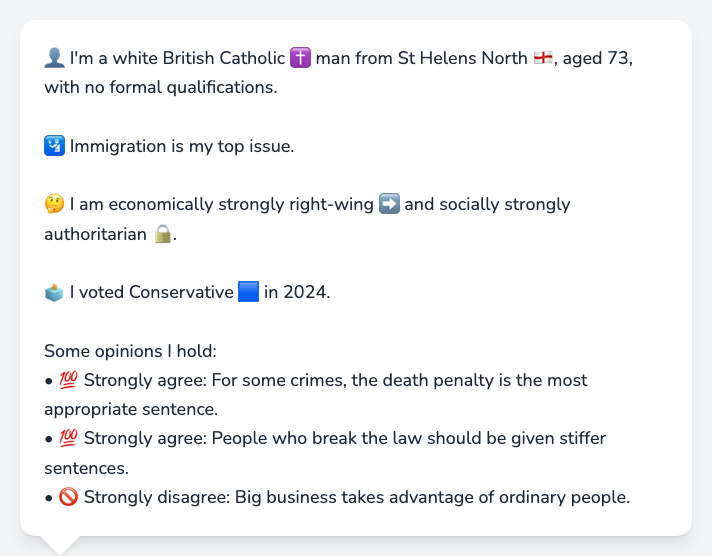 👤 I'm a white British Catholic ✝️ man from St Helens North 🏴󠁧󠁢󠁥󠁮󠁧󠁿, aged 73,
with no formal qualifications.
🛂 Immigration is my top issue.
🤔 I am economically strongly right-wing ➡️ and socially strongly
authoritarian 🔒.
🗳️ I voted Conservative 🟦 in 2024.
Some opinions I hold:
• 💯 Strongly agree: For some crimes, the death penalty is the most
appropriate sentence.
• 💯 Strongly agree: People who break the law should be given stiffer
sentences.
• 🚫 Strongly disagree: Big business takes advantage of ordinary people.